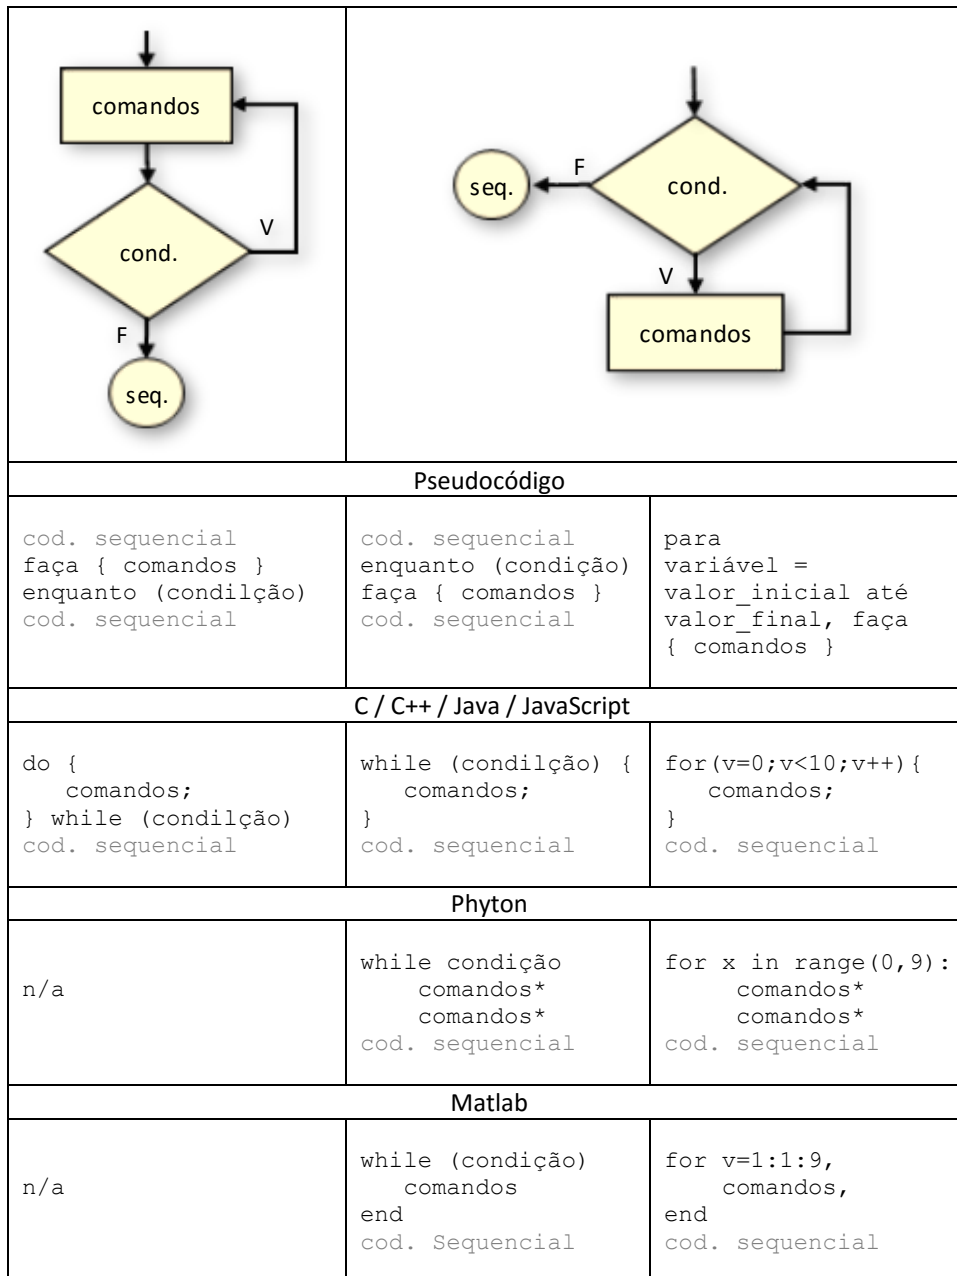 comandos
cond.
V
F
seq.
seq.
F
cond.
V
comandos
Pseudocódigo
cod. sequencial
faça { comandos }
enquanto (condilção)
cod. sequencial
cod. sequencial
enquanto (condição)
faça { comandos }
cod. sequencial
para
variável =
valor_inicial até
valor_final, faça
{ comandos }
C / C++ / Java / JavaScript
do {
comandos;
} while (condilção)
cod. sequencial
while (condilção) {
comandos;
}
cod. sequencial
for(v=0;v<10;v++){
comandos;
}
cod. sequencial
Phyton
n/a
while condição
comandos*
comandos*
cod. sequencial
for x in range(0,9):
comandos*
comandos*
cod. sequencial
Matlab
n/a
while (condição)
comandos
end
cod. Sequencial
for v=1:1:9,
comandos,
end
cod. sequencial